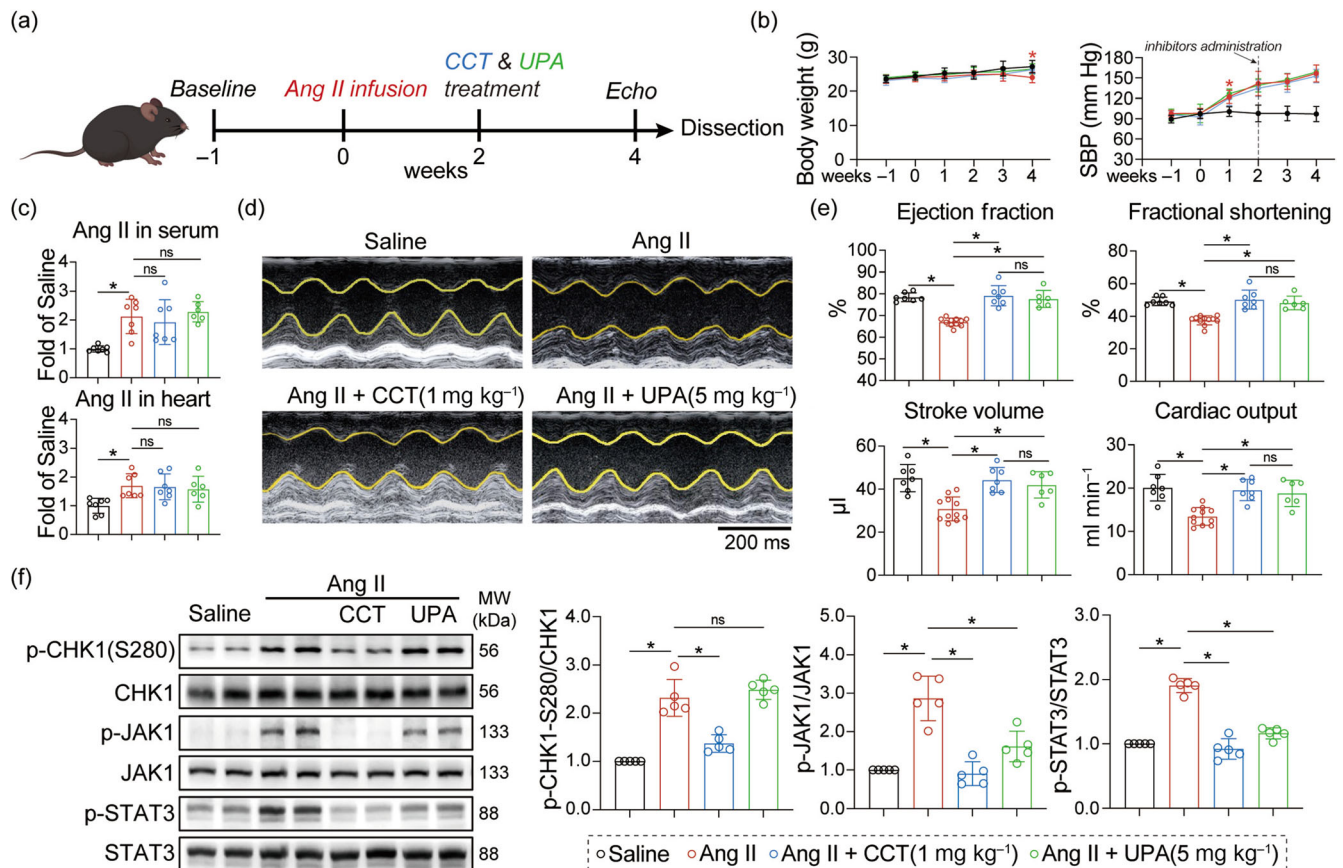 (a)
Baseline
Ang II infusion
CCT & UPA
treatment
Echo
Dissection
−1
0
weeks
2
4
(b)
Body weight (g)
40
30
20
10
0
weeks −1 0 1 2 3 4
*
inhibitors administration
SBP (mm Hg)
180
150
120
90
60
30
weeks −1 0 1 2 3 4
*
(c)
Ang II in serum
Fold of Saline
4
3
2
1
0
*
ns
ns
Ang II in heart
Fold of Saline
4
3
2
1
0
*
ns
ns
(d)
Saline
Ang II
Ang II + CCT(1 mg kg⁻¹)
Ang II + UPA(5 mg kg⁻¹)
200 ms
(e)
Ejection fraction
%
100
90
80
70
60
50
40
*
*
*
ns
Fractional shortening
%
80
60
40
20
0
*
*
*
ns
Stroke volume
µl
60
40
20
0
*
*
*
ns
Cardiac output
ml min⁻¹
30
20
10
0
*
*
*
ns
(f)
Ang II
Saline CCT UPA
MW
(kDa)
p-CHK1(S280) 56
CHK1 56
p-JAK1 133
JAK1 133
p-STAT3 88
STAT3 88
p-CHK1-S280/CHK1
4.0
3.0
2.0
1.0
0.0
*
*
ns
p-JAK1/JAK1
5.0
4.0
3.0
2.0
1.0
0.0
*
*
*
p-STAT3/STAT3
3.0
2.0
1.0
0.0
*
*
*
Saline Ang II Ang II + CCT(1 mg kg⁻¹) Ang II + UPA(5 mg kg⁻¹)